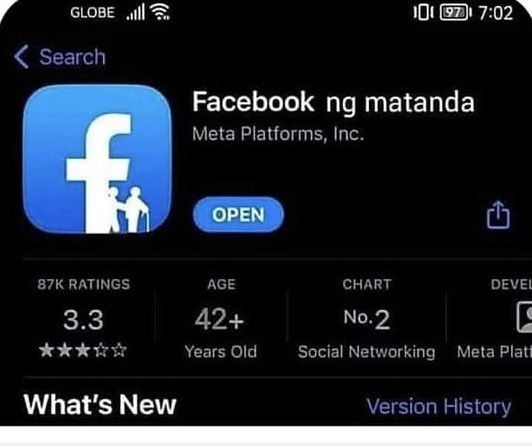 GLOBE 97 7:02
Search
f
Facebook ng matanda
Meta Platforms, Inc.
OPEN
87K RATINGS AGE CHART DEVEL
3.3 42+ No.2
Years Old Social Networking Meta Platf
What's New Version History